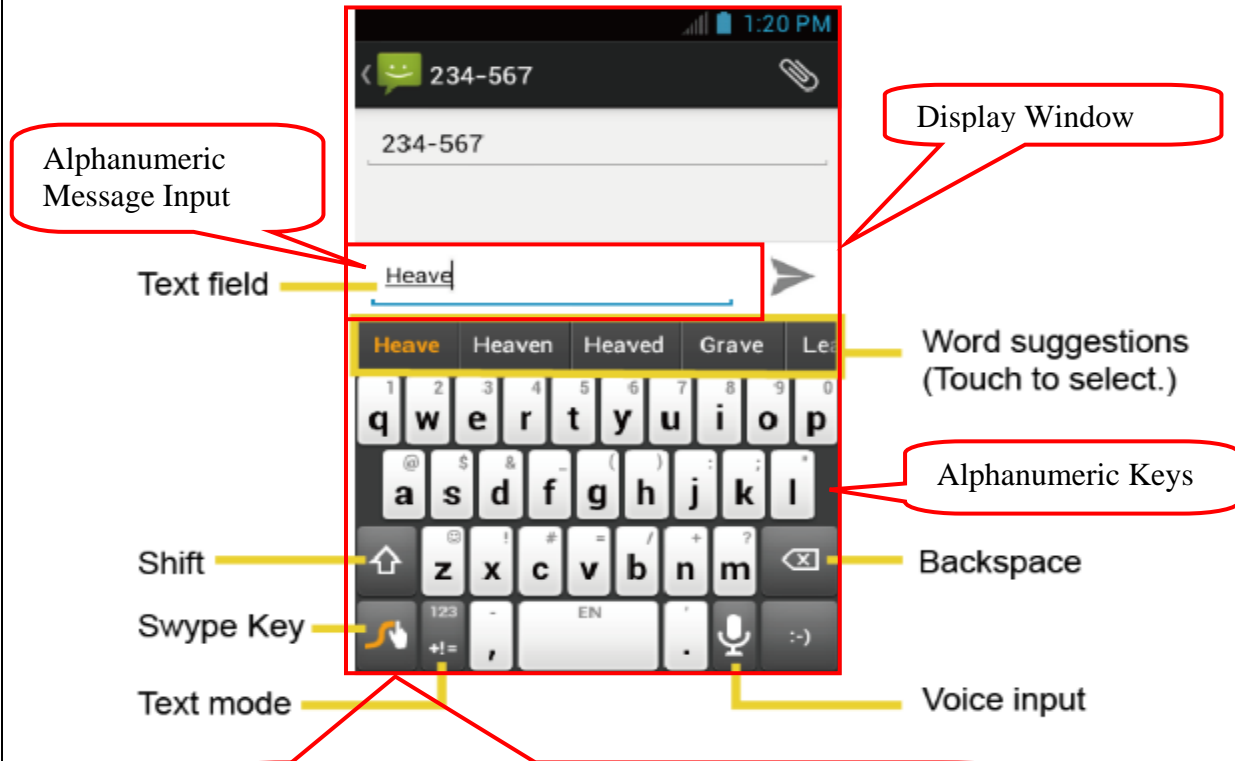 1:20 PM
234-567
Display Window
234-567
Alphanumeric
Message Input
Text field
Heave
Heave Heaven Heaved Grave Lea
Word suggestions
(Touch to select.)
1 2 3 4 5 6 7 8 9 0
q w e r t y u i o p
@ $ & _ ( ) : ; *
a s d f g h j k l
Alphanumeric Keys
Shift
! # = / + ?
z x c v b n m
Backspace
Swype Key
123 - EN '
+!= , . :-)
Text mode
Voice input